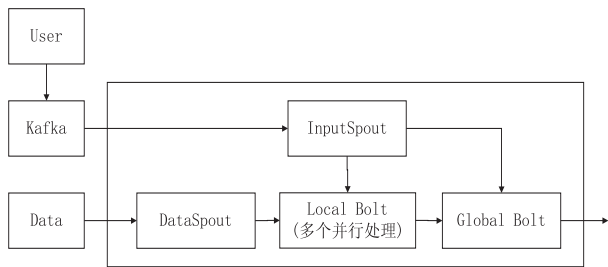 User
Kafka
InputSpout
Data
DataSpout
Local Bolt
(多个并行处理)
Global Bolt